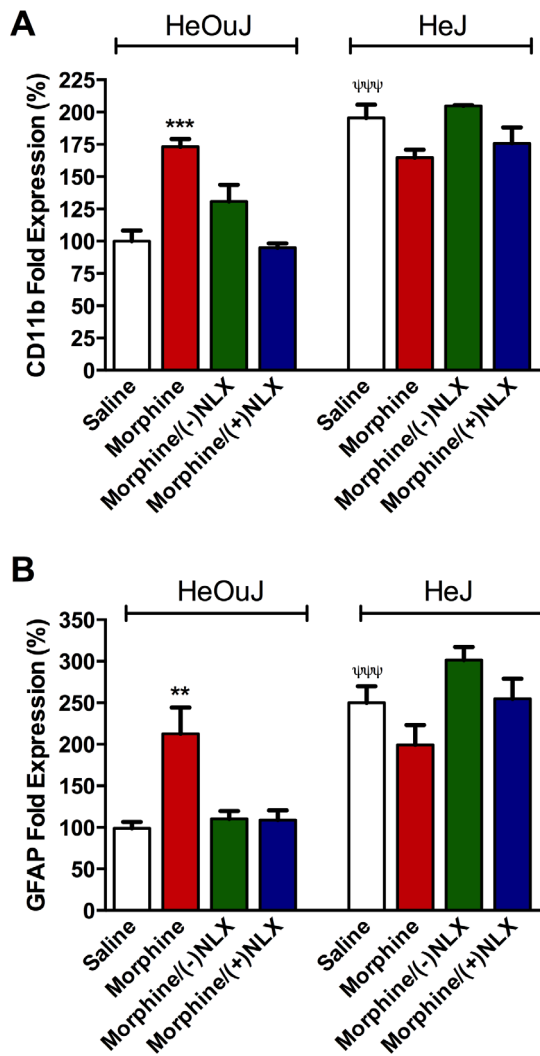 A
HeOuJ HeJ
CD11b Fold Expression (%)
225
200
175
150
125
100
75
50
25
0
***
ψψψ
Saline
Morphine
Morphine/(-)NLX
Morphine/(+)NLX
Saline
Morphine
Morphine/(-)NLX
Morphine/(+)NLX
B
HeOuJ HeJ
GFAP Fold Expression (%)
350
300
250
200
150
100
50
0
**
ψψψ
Saline
Morphine
Morphine/(-)NLX
Morphine/(+)NLX
Saline
Morphine
Morphine/(-)NLX
Morphine/(+)NLX